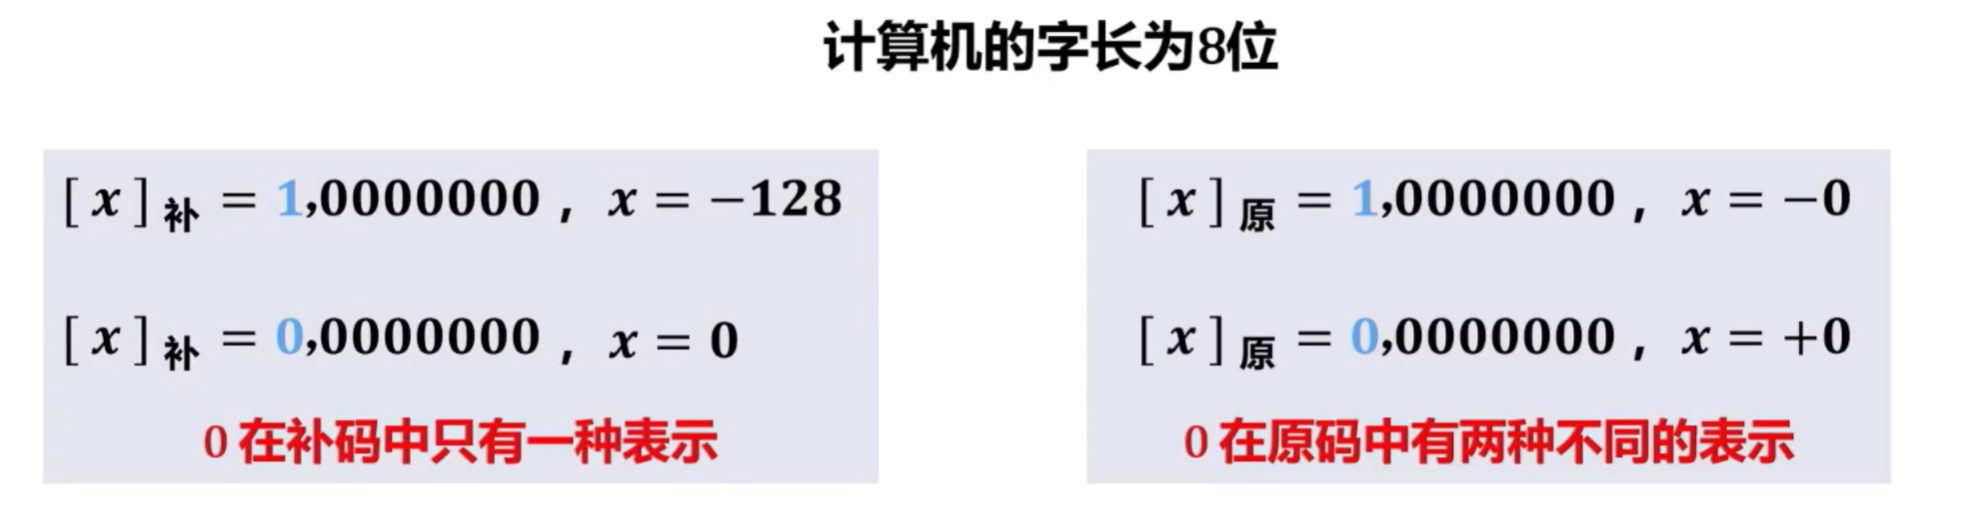 计算机的字长为8位
[x]补 = 1,0000000 , x = −128
[x]补 = 0,0000000 , x = 0
0 在补码中只有一种表示
[x]原 = 1,0000000 , x = −0
[x]原 = 0,0000000 , x = +0
0 在原码中有两种不同的表示